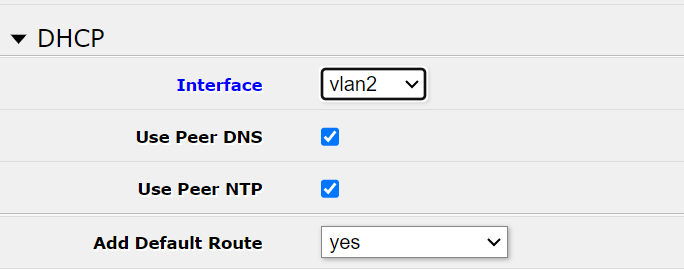 DHCP
Interface vlan2
Use Peer DNS
Use Peer NTP
Add Default Route yes